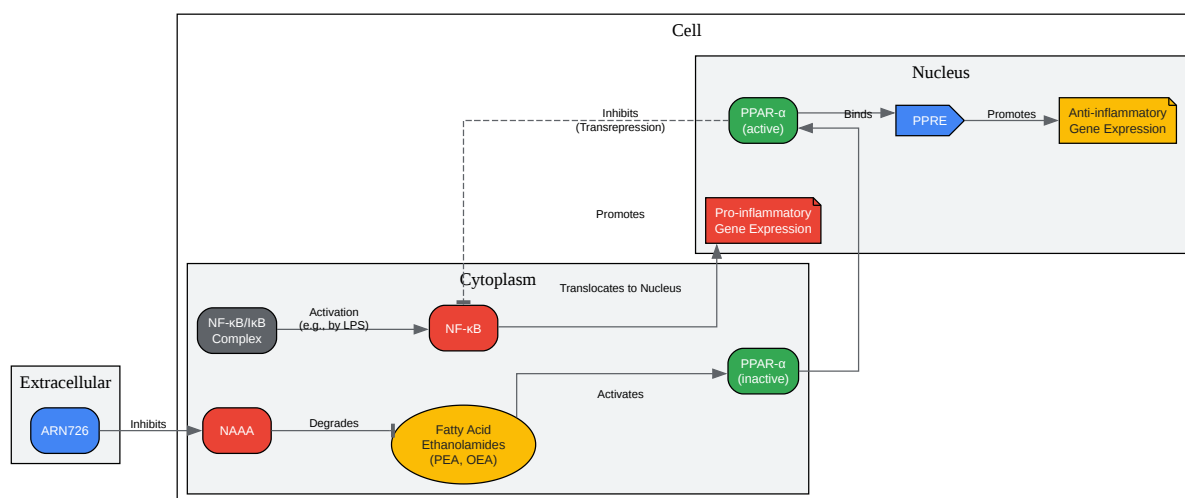 Cell
Nucleus
PPAR-α
(active)
Binds
PPRE
Promotes
Anti-inflammatory
Gene Expression
Inhibits
(Transrepression)
Promotes
Pro-inflammatory
Gene Expression
Cytoplasm
Translocates to Nucleus
NF-κB/IκB
Complex
Activation
(e.g., by LPS)
NF-κB
PPAR-α
(inactive)
Activates
Extracellular
ARN726
Inhibits
NAAA
Degrades
Fatty Acid
Ethanolamides
(PEA, OEA)